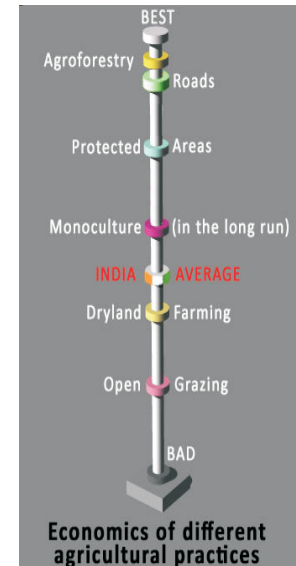 BEST
Agroforestry
Roads
Protected Areas
Monoculture (in the long run)
INDIA AVERAGE
Dryland Farming
Open Grazing
BAD
Economics of different
agricultural practices